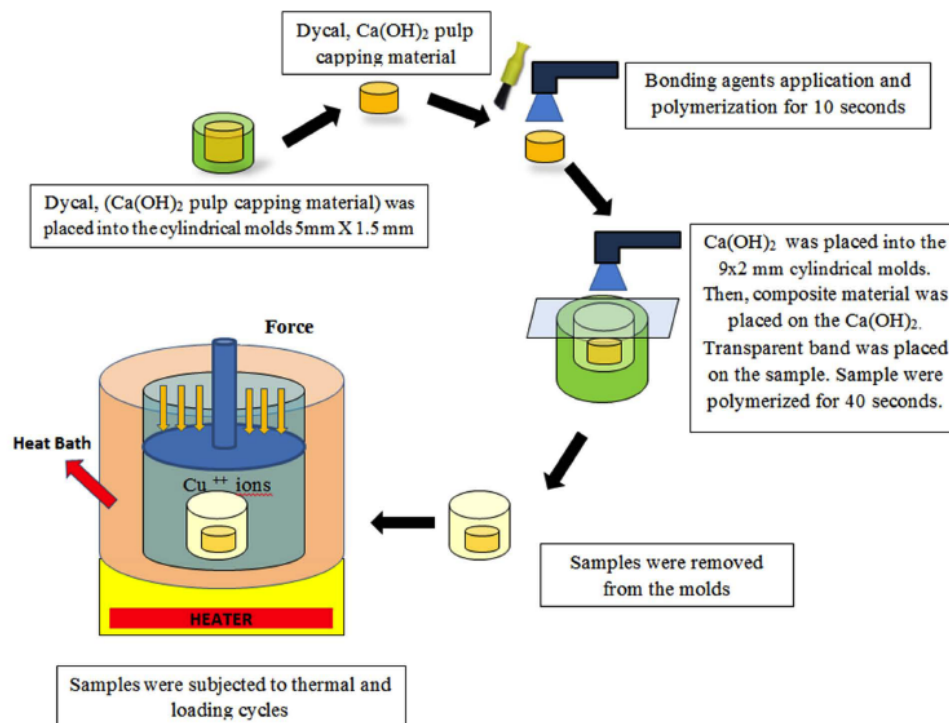 Dycal, Ca(OH)2 pulp
capping material
Bonding agents application and
polymerization for 10 seconds
Dycal, (Ca(OH)2 pulp capping material) was
placed into the cylindrical molds 5mm X 1.5 mm
Ca(OH)2 was placed into the
9x2 mm cylindrical molds.
Then, composite material was
placed on the Ca(OH)2.
Transparent band was placed
on the sample. Sample were
polymerized for 40 seconds.
Force
Heat Bath
Cu ++ ions
HEATER
Samples were removed
from the molds
Samples were subjected to thermal and
loading cycles